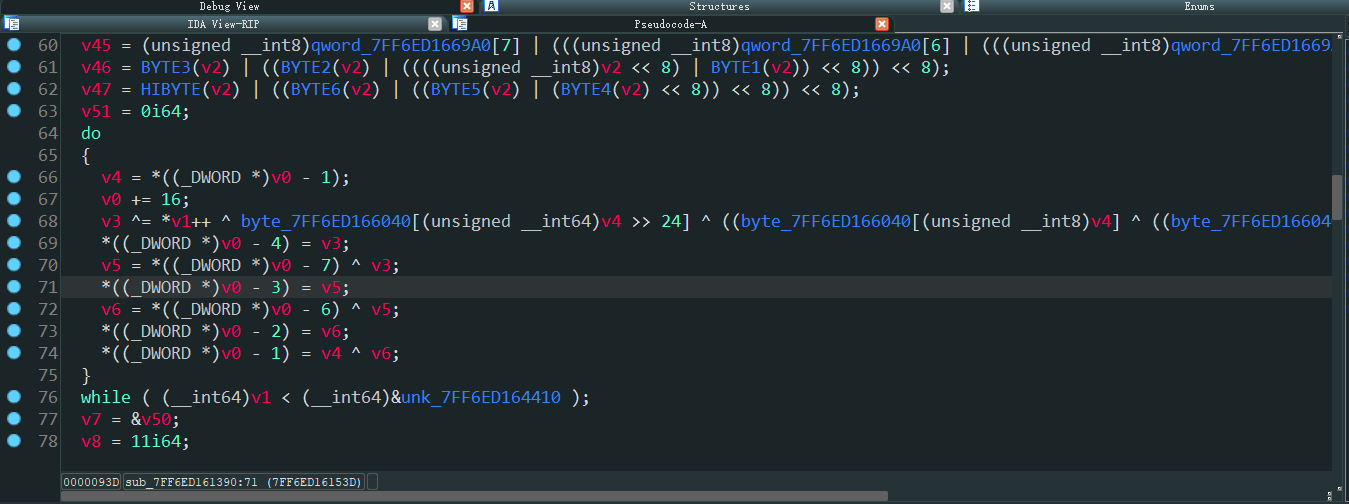 Debug View
Structures
Enums
IDA View-RIP
Pseudocode-A
60 v45 = (unsigned __int8)qword_7FF6ED1669A0[7] | (((unsigned __int8)qword_7FF6ED1669A0[6] | (((unsigned __int8)qword_7FF6ED1669
61 v46 = BYTE3(v2) | ((BYTE2(v2) | ((((unsigned __int8)v2 << 8) | BYTE1(v2)) << 8)) << 8);
62 v47 = HIBYTE(v2) | ((BYTE6(v2) | ((BYTE5(v2) | (BYTE4(v2) << 8)) << 8)) << 8);
63 v51 = 0i64;
64 do
65 {
66 v4 = *((_DWORD *)v0 - 1);
67 v0 += 16;
68 v3 ^= *v1++ ^ byte_7FF6ED166040[(unsigned __int64)v4 >> 24] ^ ((byte_7FF6ED166040[(unsigned __int8)v4] ^ ((byte_7FF6ED16604
69 *((_DWORD *)v0 - 4) = v3;
70 v5 = *((_DWORD *)v0 - 7) ^ v3;
71 *((_DWORD *)v0 - 3) = v5;
72 v6 = *((_DWORD *)v0 - 6) ^ v5;
73 *((_DWORD *)v0 - 2) = v6;
74 *((_DWORD *)v0 - 1) = v4 ^ v6;
75 }
76 while ( (__int64)v1 < (__int64)&unk_7FF6ED164410 );
77 v7 = &v50;
78 v8 = 11i64;
0000093D sub_7FF6ED161390:71 (7FF6ED16153D)